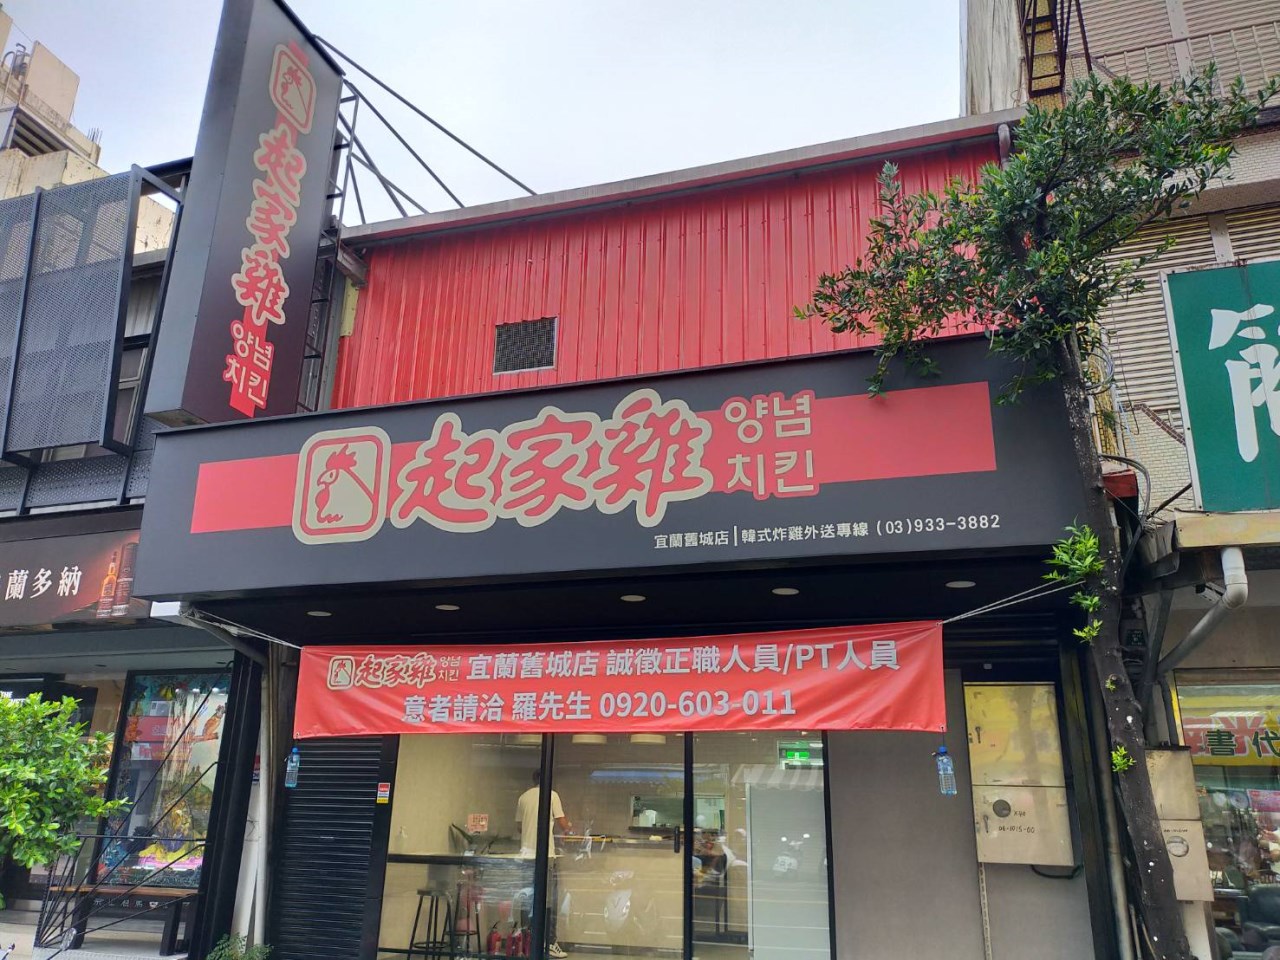 起家雞
양념
치킨
起家雞
양념
치킨
宜蘭舊城店|韓式炸雞外送專線 (03)933-3882
蘭多納
起家雞 양념 치킨 宜蘭舊城店 誠徵正職人員/PT人員
意者請洽 羅先生 0920-603-011
代書